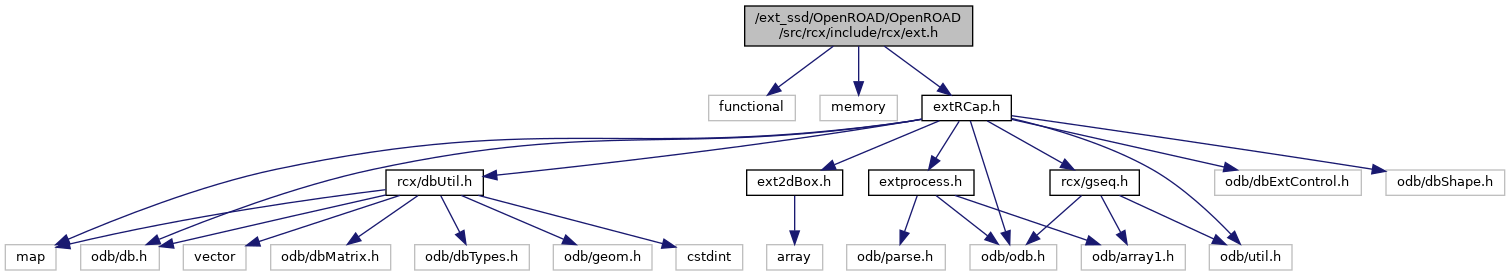 /ext_ssd/OpenROAD/OpenROAD
/src/rcx/include/rcx/ext.h
functional
memory
extRCap.h
rcx/dbUtil.h
ext2dBox.h
extprocess.h
rcx/gseq.h
odb/dbExtControl.h
odb/dbShape.h
map
odb/db.h
vector
odb/dbMatrix.h
odb/dbTypes.h
odb/geom.h
cstdint
array
odb/parse.h
odb/odb.h
odb/array1.h
odb/util.h